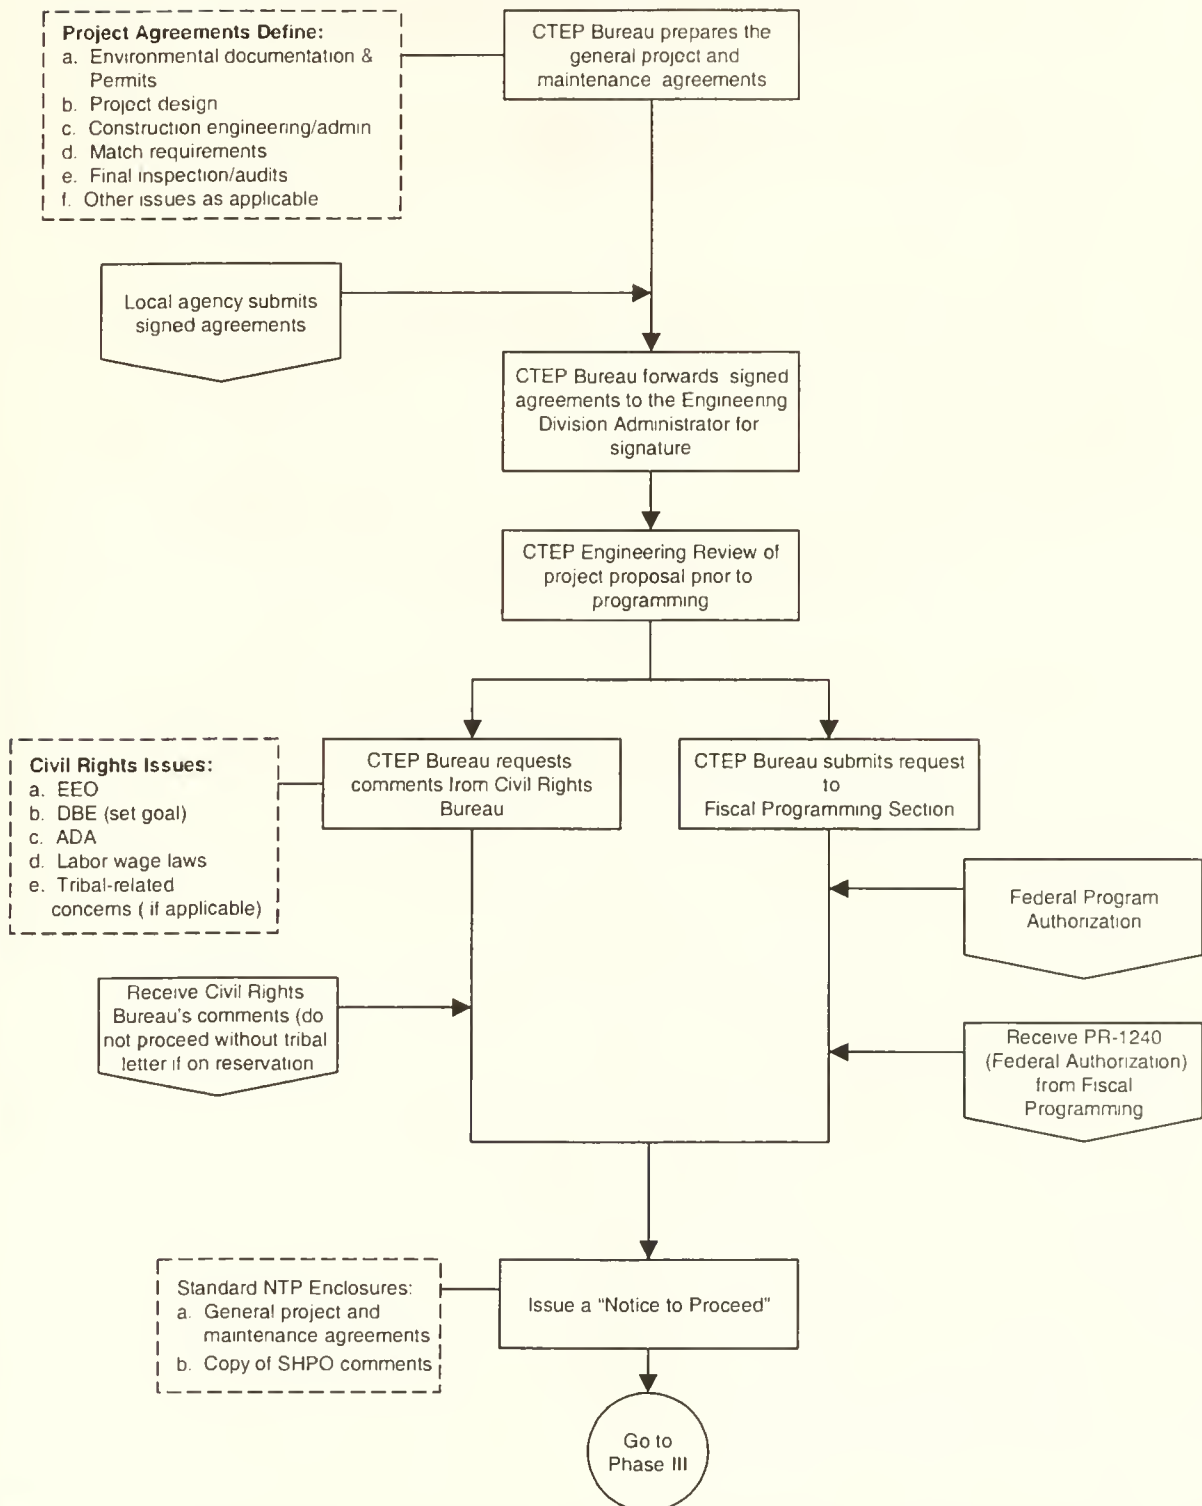 Project Agreements Define:
a. Environmental documentation &
Permits
b. Project design
c. Construction engineering/admin
d. Match requirements
e. Final inspection/audits
f. Other issues as applicable
CTEP Bureau prepares the
general project and
maintenance agreements
Local agency submits
signed agreements
CTEP Bureau forwards signed
agreements to the Engineering
Division Administrator for
signature
CTEP Engineering Review of
project proposal prior to
programming
Civil Rights Issues:
a. EEO
b. DBE (set goal)
c. ADA
d. Labor wage laws
e. Tribal-related
concerns ( if applicable)
CTEP Bureau requests
comments from Civil Rights
Bureau
CTEP Bureau submits request
to
Fiscal Programming Section
Federal Program
Authorization
Receive Civil Rights
Bureau's comments (do
not proceed without tribal
letter if on reservation
Receive PR-1240
(Federal Authorization)
from Fiscal
Programming
Standard NTP Enclosures:
a. General project and
maintenance agreements
b. Copy of SHPO comments
Issue a “Notice to Proceed”
Go to
Phase III